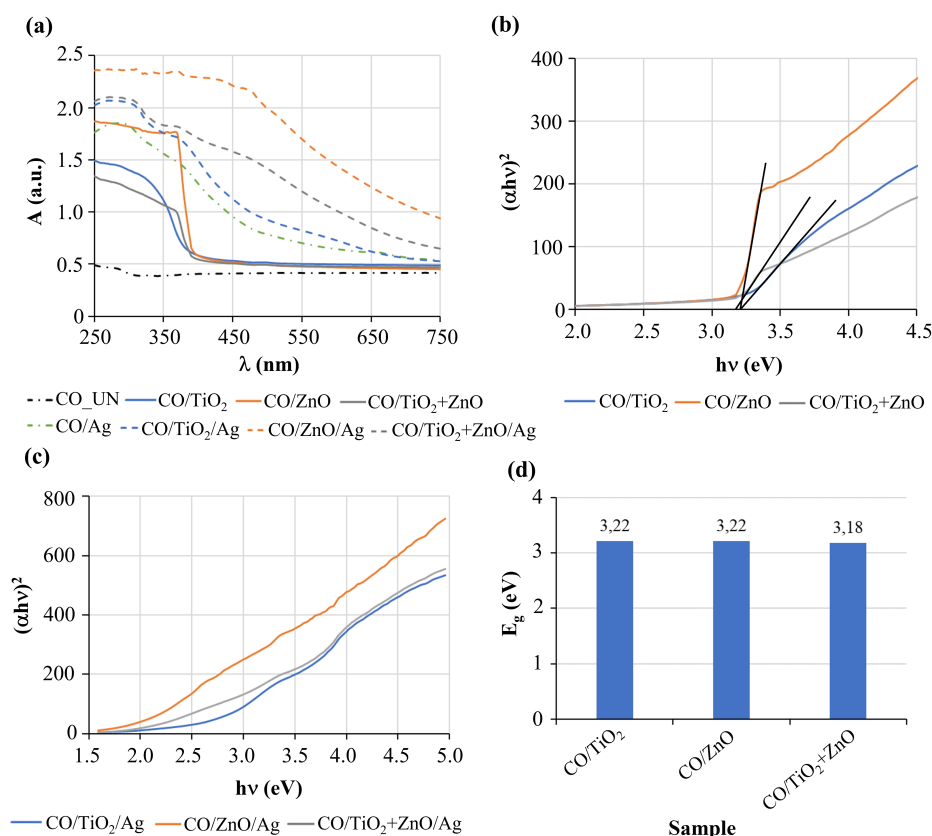 (a)
2.5
2.0
1.5
1.0
0.5
0
A (a.u.)
250 350 450 550 650 750
λ (nm)
CO_UN CO/TiO₂ CO/ZnO CO/TiO₂+ZnO
CO/Ag CO/TiO₂/Ag CO/ZnO/Ag CO/TiO₂+ZnO/Ag
(b)
400
300
200
100
0
(αhν)²
2.0 2.5 3.0 3.5 4.0 4.5
hν (eV)
CO/TiO₂ CO/ZnO CO/TiO₂+ZnO
(c)
800
600
400
200
0
(αhν)²
1.5 2.0 2.5 3.0 3.5 4.0 4.5 5.0
hν (eV)
CO/TiO₂/Ag CO/ZnO/Ag CO/TiO₂+ZnO/Ag
(d)
4
3
2
1
0
E_g (eV)
3,22 3,22 3,18
CO/TiO₂ CO/ZnO CO/TiO₂+ZnO
Sample